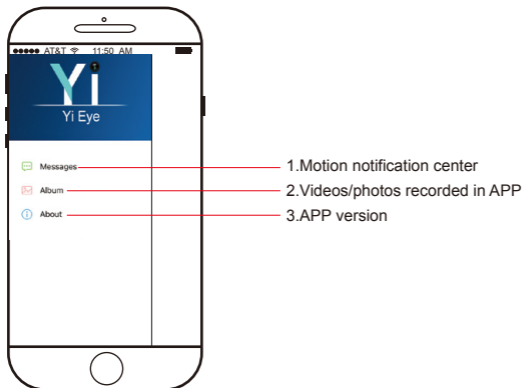 AT&T 11:50 AM
Yi
Yi Eye
Messages
1.Motion notification center
Album
2.Videos/photos recorded in APP
About
3.APP version